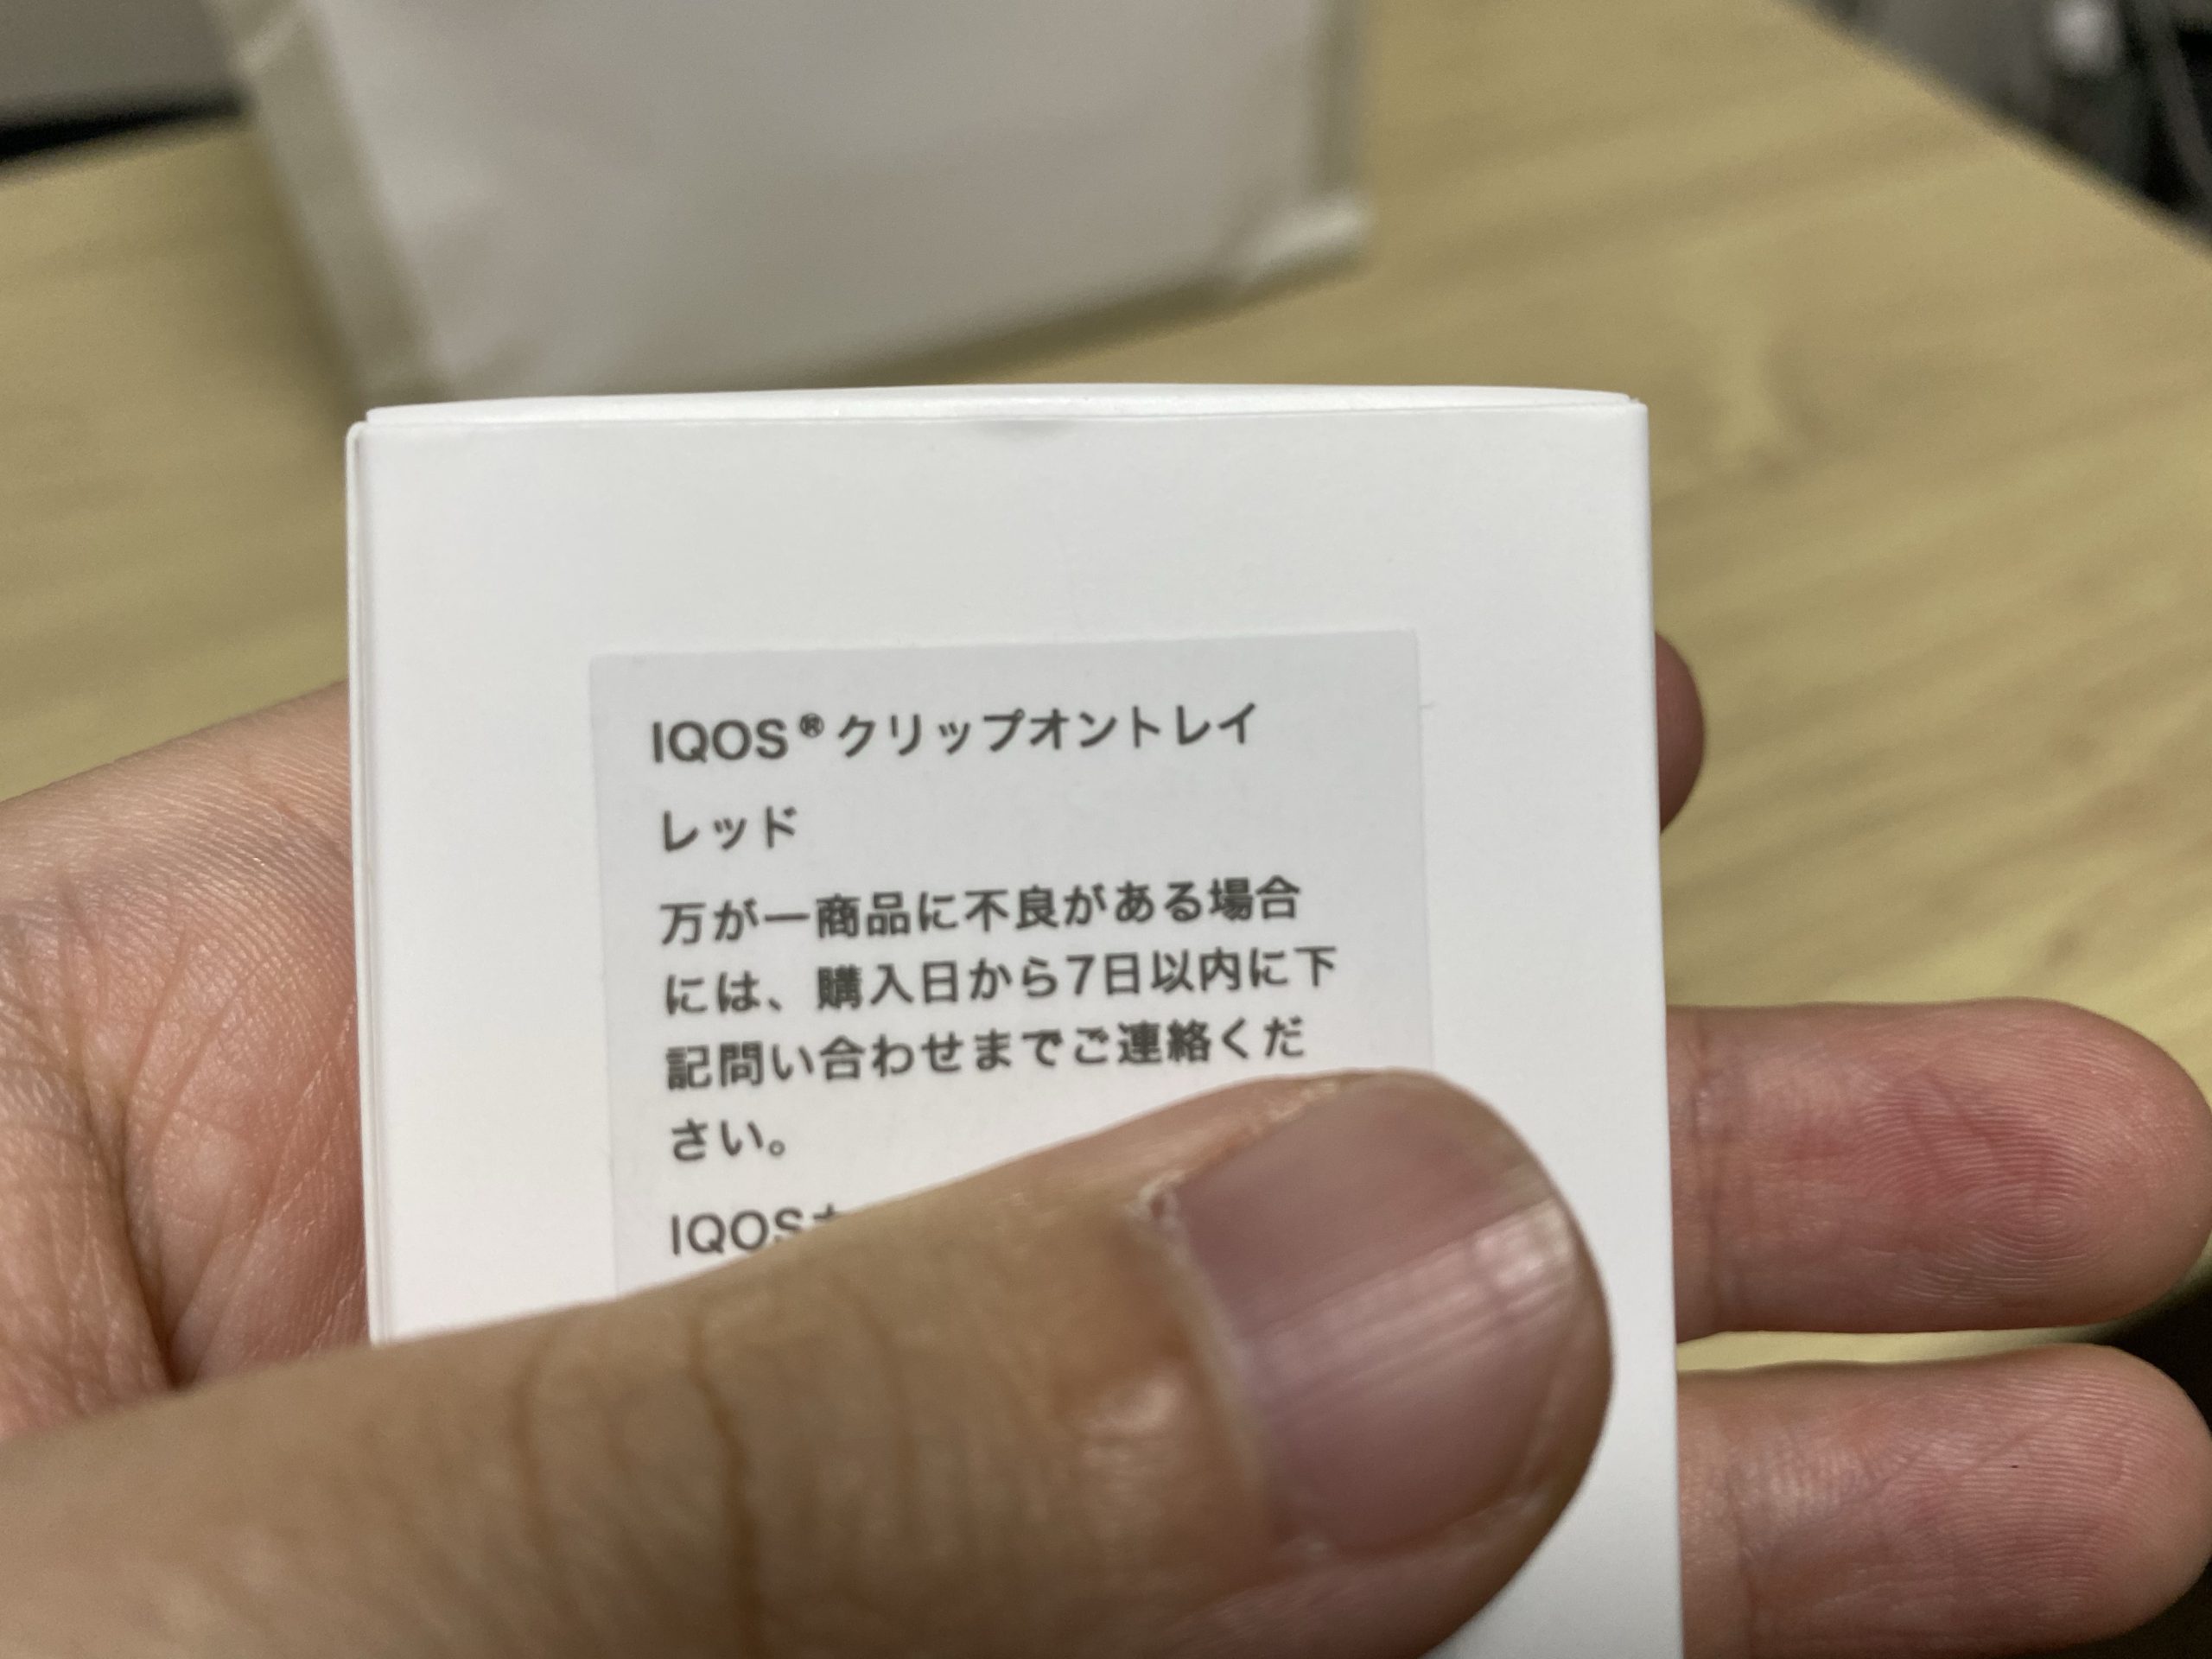 IQOS®クリップオントレイ
レッド
万が一商品に不良がある場合
には、購入日から7日以内に下
記問い合わせまでご連絡くだ
さい。
IQOS